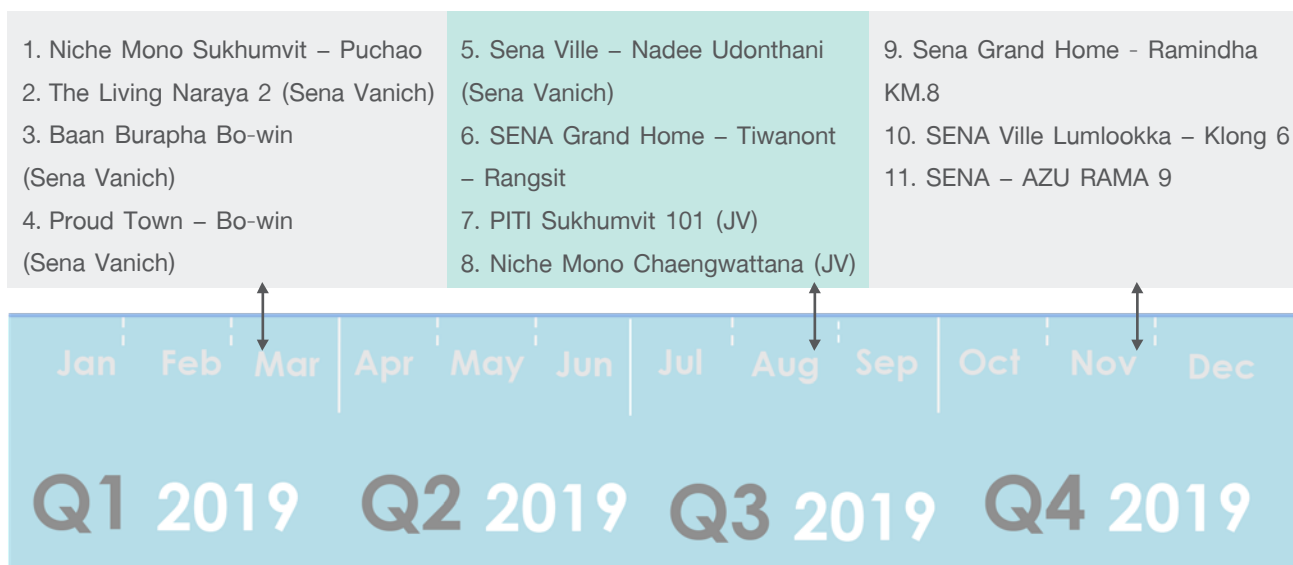 1. Niche Mono Sukhumvit – Puchao
2. The Living Naraya 2 (Sena Vanich)
3. Baan Burapha Bo-win
(Sena Vanich)
4. Proud Town – Bo-win
(Sena Vanich)
5. Sena Ville – Nadee Udonthani
(Sena Vanich)
6. SENA Grand Home – Tiwanont
– Rangsit
7. PITI Sukhumvit 101 (JV)
8. Niche Mono Chaengwattana (JV)
9. Sena Grand Home - Ramindha
KM.8
10. SENA Ville Lumlookka – Klong 6
11. SENA – AZU RAMA 9
Jan Feb Mar Apr May Jun Jul Aug Sep Oct Nov Dec
Q1 2019 Q2 2019 Q3 2019 Q4 2019